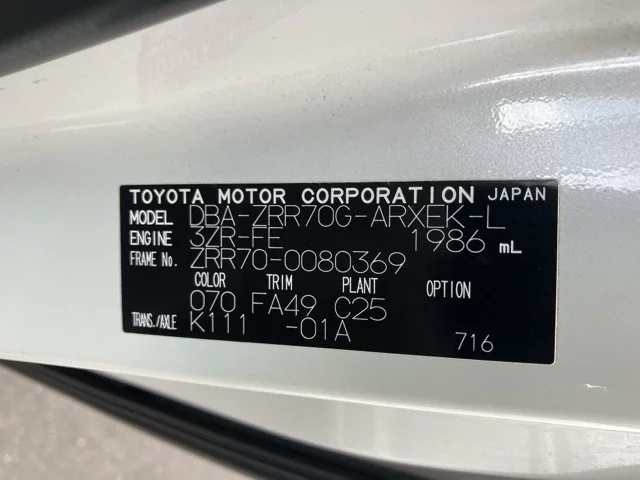 TOYOTA MOTOR CORPORATION JAPAN
MODEL DBA-ZRR70G-ARXEK-L
ENGINE 3ZR-FE 1986 mL
FRAME No. ZRR70-0080369
COLOR TRIM PLANT OPTION
070 FA49 C25
TRANS./AXLE K111 -01A
716